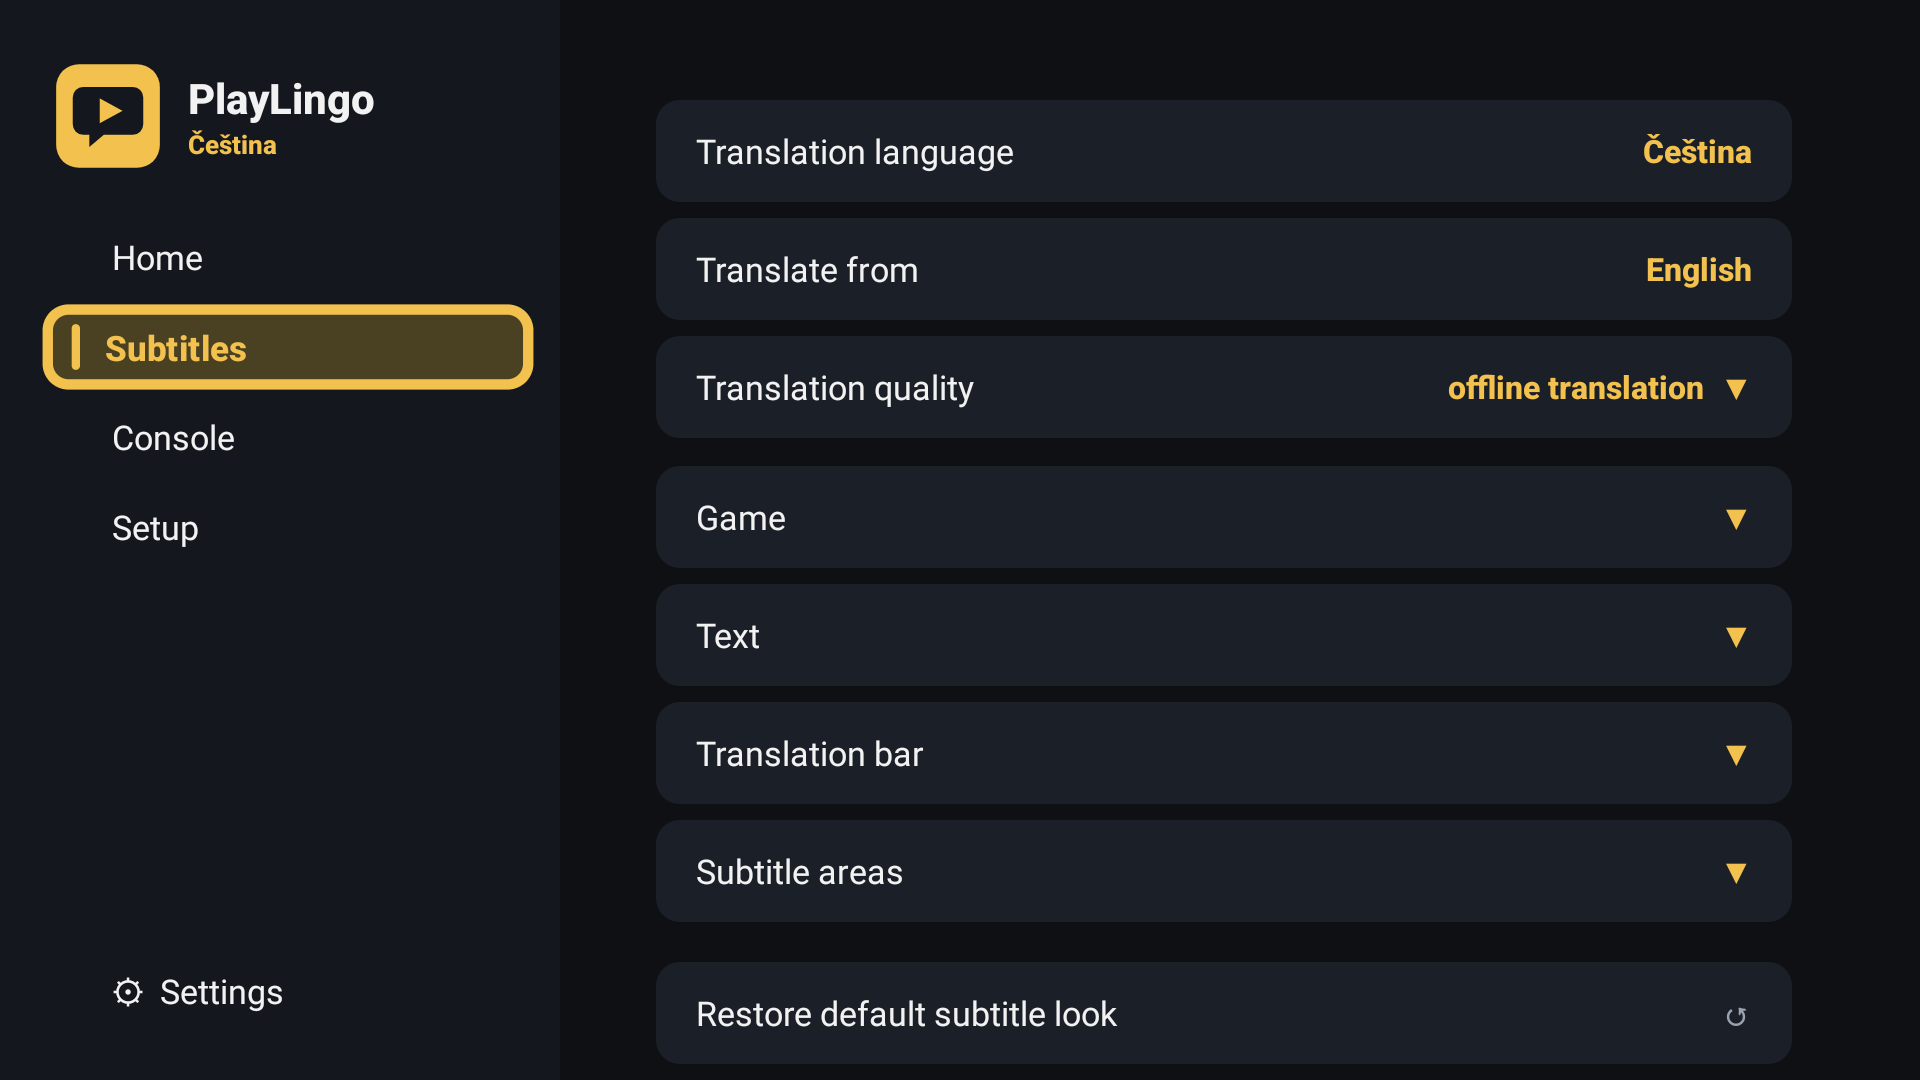 PlayLingo
Čeština
Home
Subtitles
Console
Setup
Settings
Translation language
Čeština
Translate from
English
Translation quality
offline translation
Game
Text
Translation bar
Subtitle areas
Restore default subtitle look